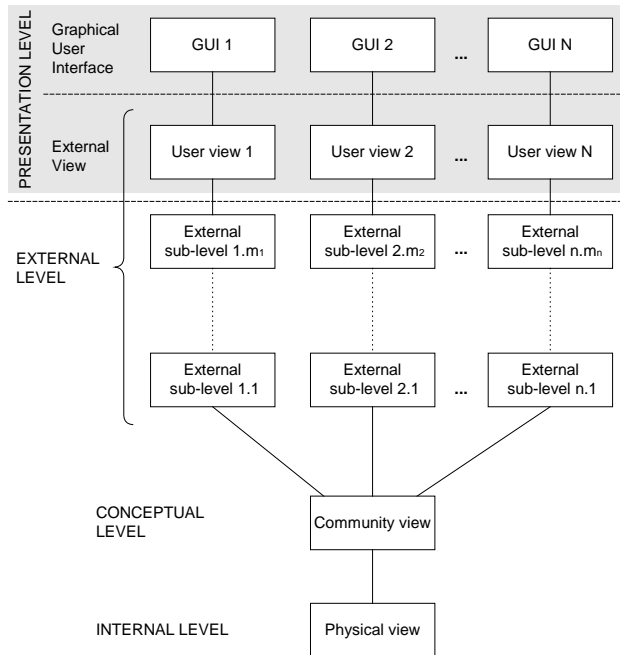 PRESENTATION LEVEL
Graphical
User
Interface
GUI 1
GUI 2
...
GUI N
External
View
User view 1
User view 2
...
User view N
EXTERNAL
LEVEL
External
sub-level 1.m₁
External
sub-level 2.m₂
...
External
sub-level n.mₙ
External
sub-level 1.1
External
sub-level 2.1
...
External
sub-level n.1
CONCEPTUAL
LEVEL
Community view
INTERNAL LEVEL
Physical view